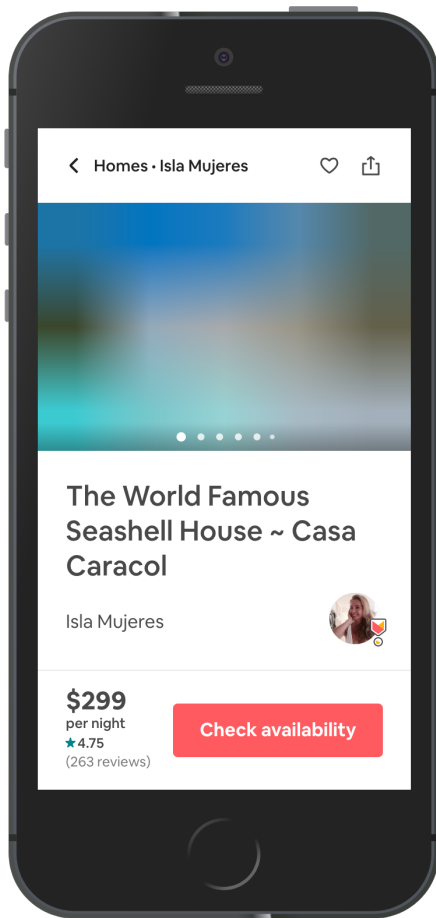 Homes · Isla Mujeres
The World Famous
Seashell House ~ Casa
Caracol
Isla Mujeres
$299
per night
★4.75
(263 reviews)
Check availability